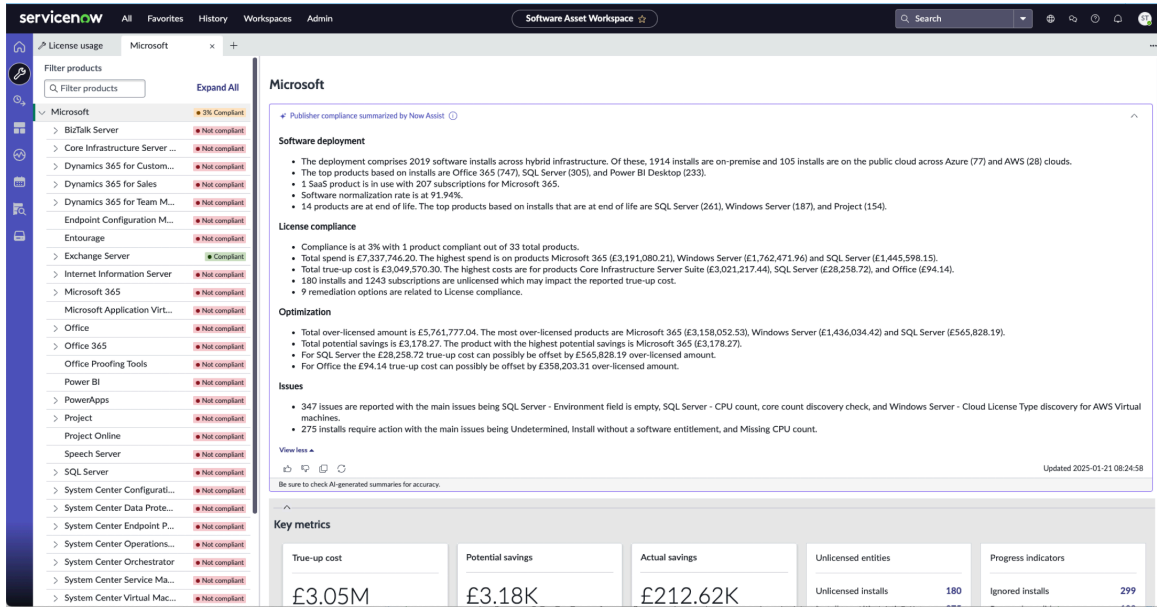 servicenow All Favorites History Workspaces Admin Software Asset Workspace Search ST
License usage Microsoft
Filter products
Filter products Expand All
Microsoft 3% Compliant
BizTalk Server Not compliant
Core Infrastructure Server ... Not compliant
Dynamics 365 for Custom... Not compliant
Dynamics 365 for Sales Not compliant
Dynamics 365 for Team M... Not compliant
Endpoint Configuration M... Not compliant
Entourage Not compliant
Exchange Server Compliant
Internet Information Server Not compliant
Microsoft 365 Not compliant
Microsoft Application Virt... Not compliant
Office Not compliant
Office 365 Not compliant
Office Proofing Tools Not compliant
Power BI Not compliant
PowerApps Not compliant
Project Not compliant
Project Online Not compliant
Speech Server Not compliant
SQL Server Not compliant
System Center Configurati... Not compliant
System Center Data Prote... Not compliant
System Center Endpoint P... Not compliant
System Center Operations... Not compliant
System Center Orchestrator Not compliant
System Center Service Ma... Not compliant
System Center Virtual Mac... Not compliant
Microsoft
Publisher compliance summarized by Now Assist
Software deployment
• The deployment comprises 2019 software installs across hybrid infrastructure. Of these, 1914 installs are on-premise and 105 installs are on the public cloud across Azure (77) and AWS (28) clouds.
• The top products based on installs are Office 365 (747), SQL Server (305), and Power BI Desktop (233).
• 1 SaaS product is in use with 207 subscriptions for Microsoft 365.
• Software normalization rate is at 91.94%.
• 14 products are at end of life. The top products based on installs that are at end of life are SQL Server (261), Windows Server (187), and Project (154).
License compliance
• Compliance is at 3% with 1 product compliant out of 33 total products.
• Total spend is £7,337,746.20. The highest spend is on products Microsoft 365 (£3,191,080.21), Windows Server (£1,762,471.96) and SQL Server (£1,445,598.15).
• Total true-up cost is £3,049,570.30. The highest costs are for products Core Infrastructure Server Suite (£3,021,217.44), SQL Server (£28,258.72), and Office (£94.14).
• 180 installs and 1243 subscriptions are unlicensed which may impact the reported true-up cost.
• 9 remediation options are related to License compliance.
Optimization
• Total over-licensed amount is £5,761,777.04. The most over-licensed products are Microsoft 365 (£3,158,052.53), Windows Server (£1,436,034.42) and SQL Server (£565,828.19).
• Total potential savings is £3,178.27. The product with the highest potential savings is Microsoft 365 (£3,178.27).
• For SQL Server the £28,258.72 true-up cost can possibly be offset by £565,828.19 over-licensed amount.
• For Office the £94.14 true-up cost can possibly be offset by £358,203.31 over-licensed amount.
Issues
• 347 issues are reported with the main issues being SQL Server - Environment field is empty, SQL Server - CPU count, core count discovery check, and Windows Server - Cloud License Type discovery for AWS Virtual
machines.
• 275 installs require action with the main issues being Undetermined, Install without a software entitlement, and Missing CPU count.
View less
Updated 2025-01-21 08:24:58
Be sure to check AI-generated summaries for accuracy.
Key metrics
True-up cost Potential savings Actual savings Unlicensed entities Progress indicators
£3.05M £3.18K £212.62K Unlicensed installs 180 Ignored installs 299